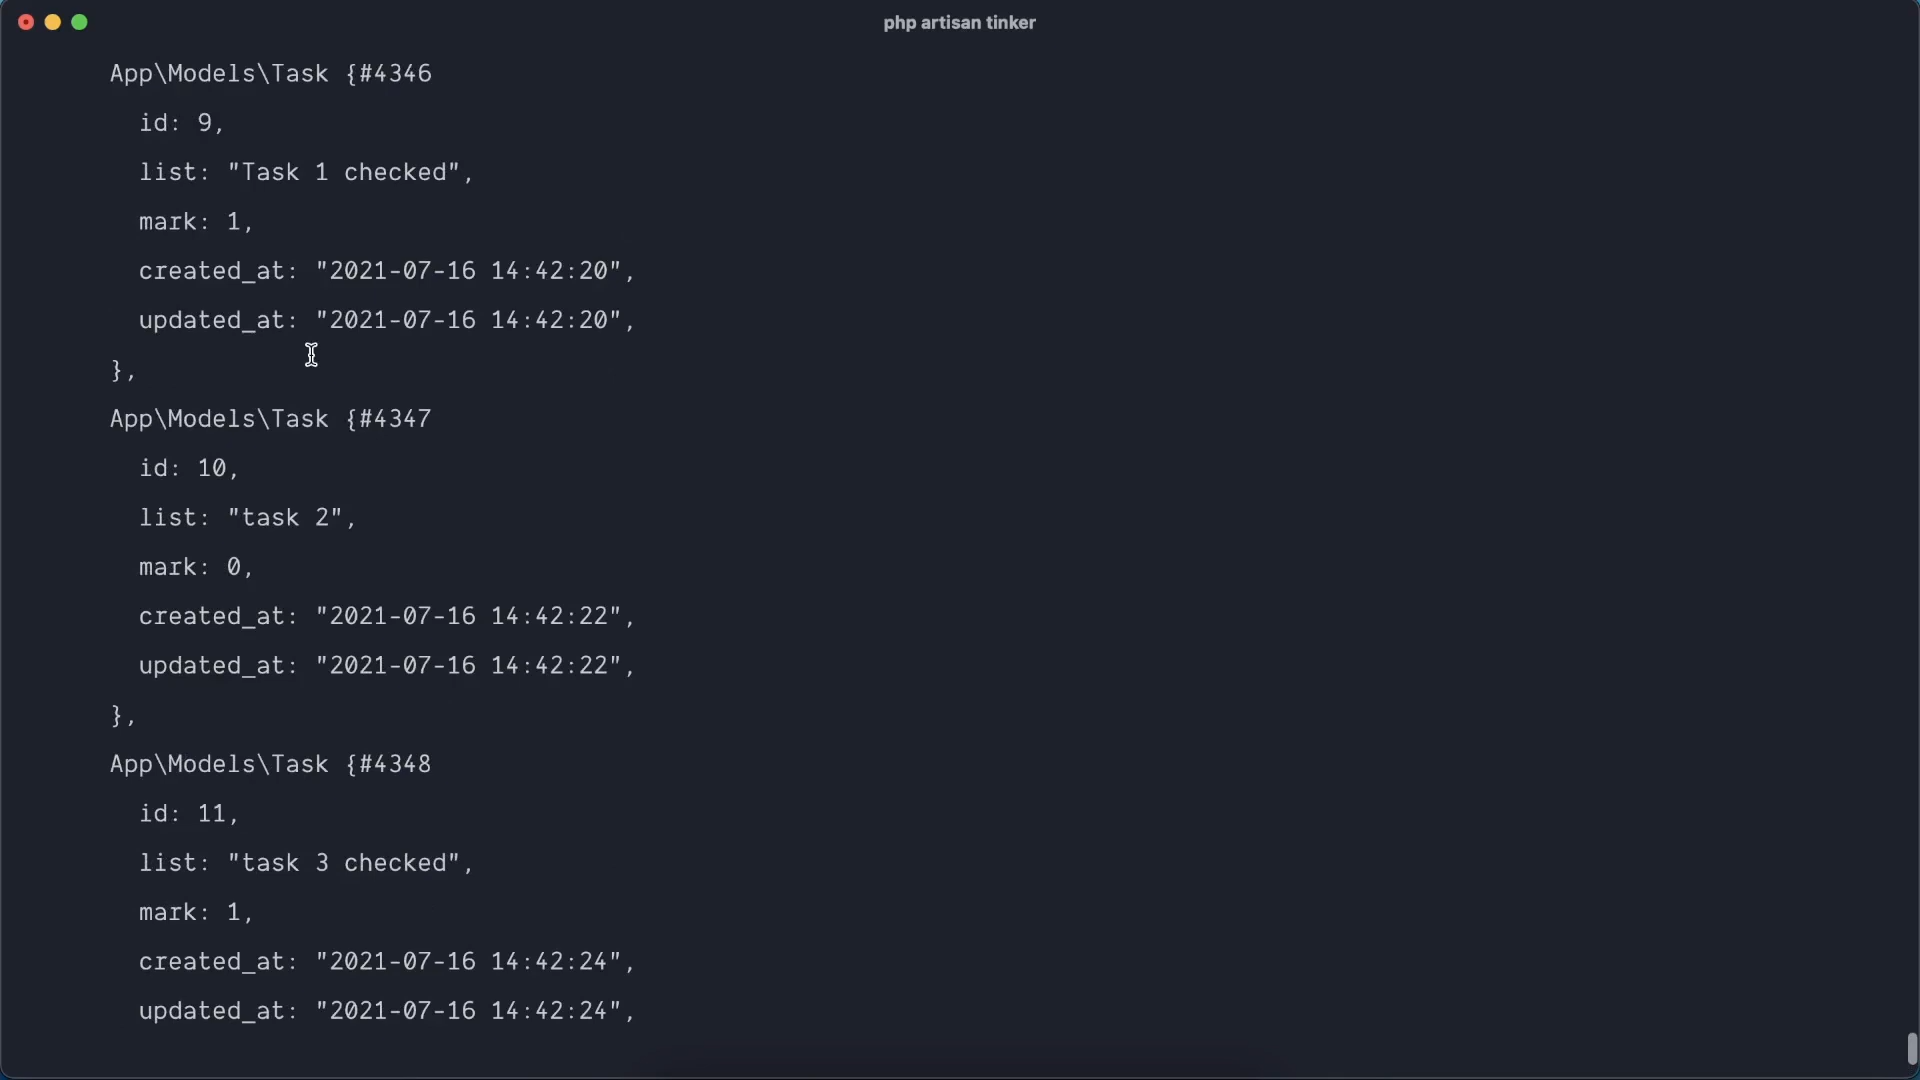 php artisan tinker
App\Models\Task {#4346
id: 9,
list: "Task 1 checked",
mark: 1,
created_at: "2021-07-16 14:42:20",
updated_at: "2021-07-16 14:42:20",
},
App\Models\Task {#4347
id: 10,
list: "task 2",
mark: 0,
created_at: "2021-07-16 14:42:22",
updated_at: "2021-07-16 14:42:22",
},
App\Models\Task {#4348
id: 11,
list: "task 3 checked",
mark: 1,
created_at: "2021-07-16 14:42:24",
updated_at: "2021-07-16 14:42:24",